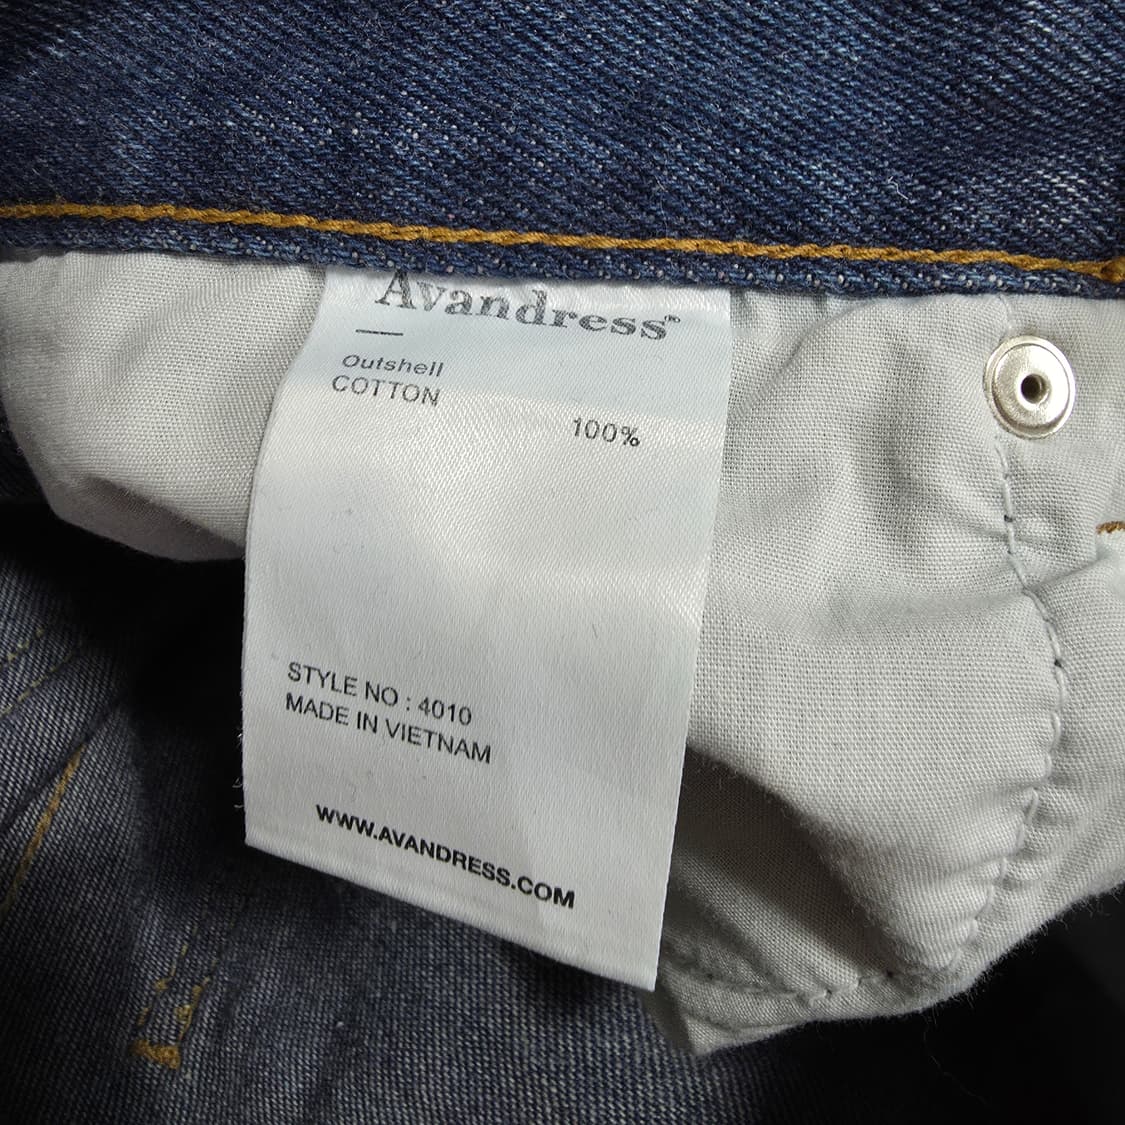 Avandress®
Outshell
COTTON
100%
STYLE NO : 4010
MADE IN VIETNAM
WWW.AVANDRESS.COM